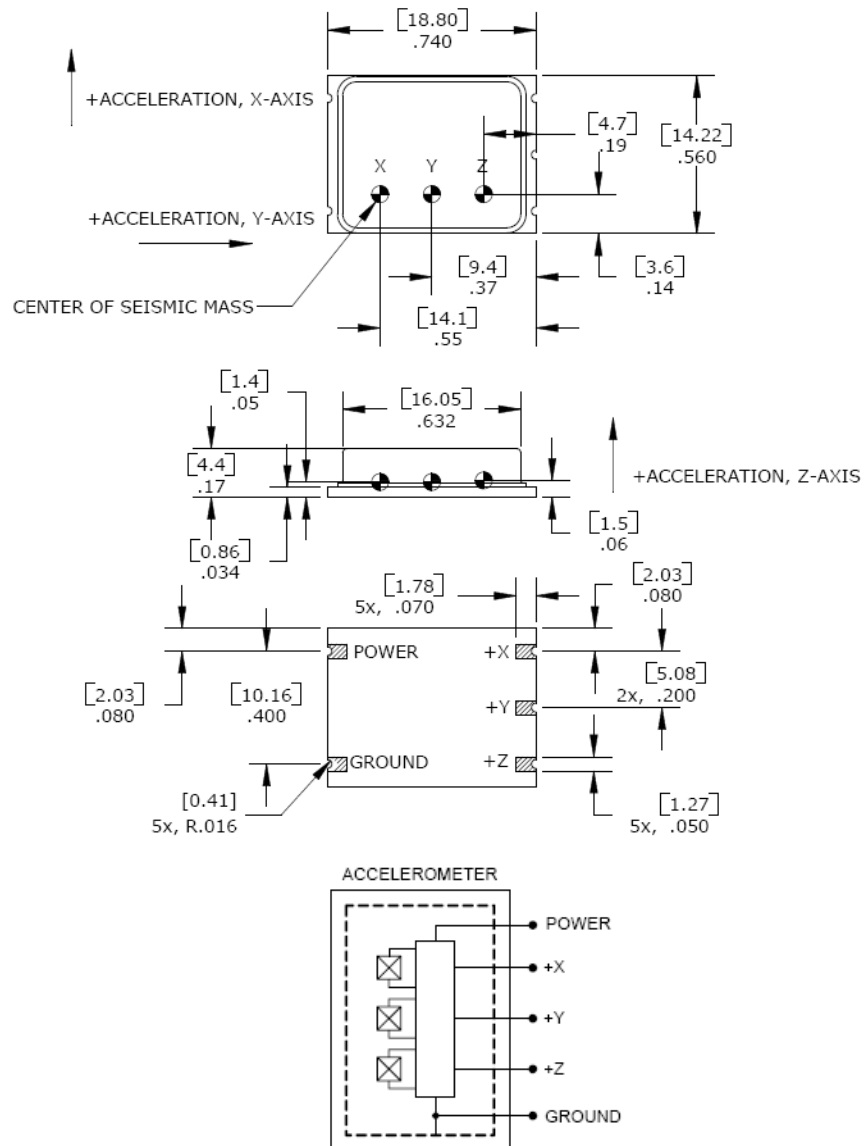 [18.80]
.740
+ACCELERATION, X-AXIS
[4.7]
.19
[14.22]
.560
X Y Z
+ACCELERATION, Y-AXIS
[9.4]
.37
[3.6]
.14
CENTER OF SEISMIC MASS
[14.1]
.55
[1.4]
.05
[16.05]
.632
[4.4]
.17
+ACCELERATION, Z-AXIS
[1.5]
.06
[0.86]
.034
[1.78]
5x, .070
[2.03]
.080
POWER +X
[5.08]
2x, .200
[2.03]
.080
[10.16]
.400
+Y
GROUND +Z
[0.41]
5x, R.016
[1.27]
5x, .050
ACCELEROMETER
POWER
+X
+Y
+Z
GROUND